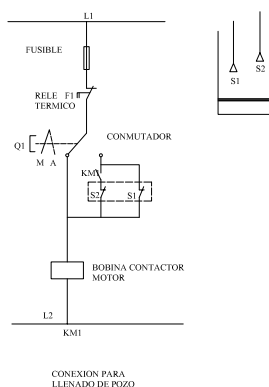 L1
FUSIBLE
S1
S2
RELE
TERMICO
F1
CONMUTADOR
Q1
M A
KM1
S2
S1
BOBINA CONTACTOR
MOTOR
L2
KM1
CONEXION PARA
LLENADO DE POZO